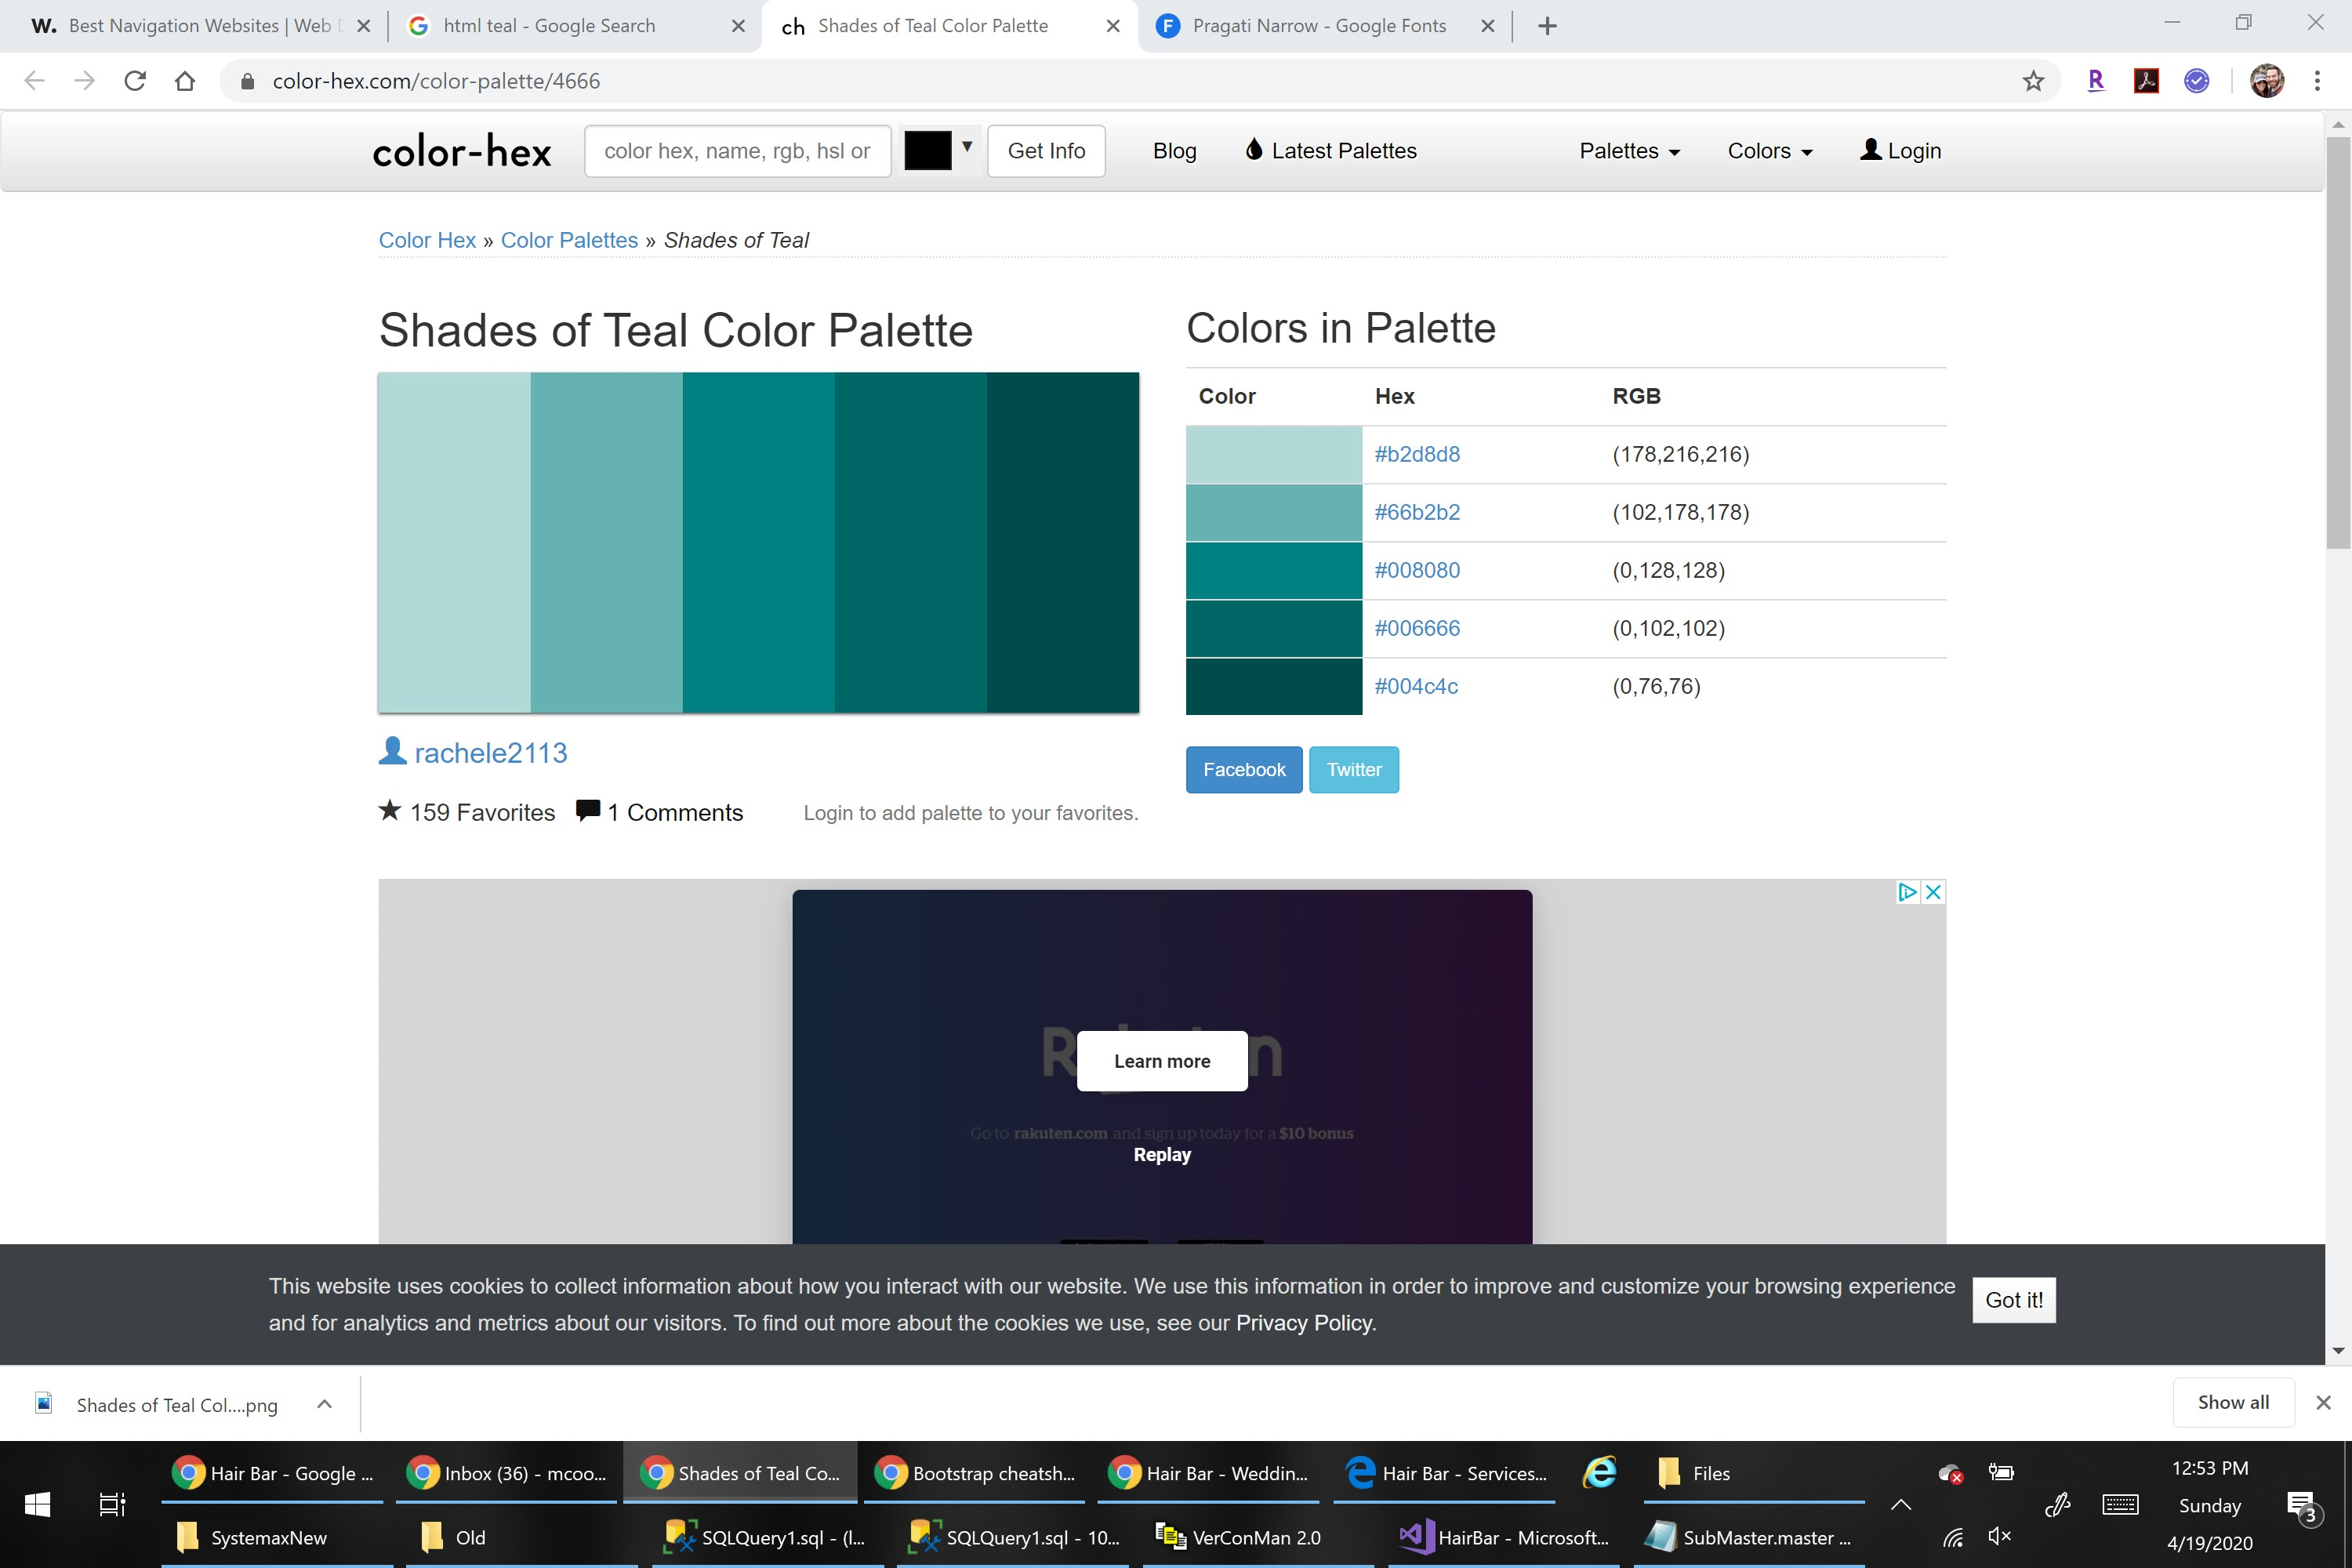 W. Best Navigation Websites | Web D
html teal - Google Search
ch Shades of Teal Color Palette
F Pragati Narrow - Google Fonts
color-hex.com/color-palette/4666
R
color-hex
color hex, name, rgb, hsl or
Get Info
Blog
Latest Palettes
Palettes
Colors
Login
Color Hex » Color Palettes » Shades of Teal
Shades of Teal Color Palette
rachele2113
159 Favorites
1 Comments
Login to add palette to your favorites.
Colors in Palette
Color Hex RGB
#b2d8d8 (178,216,216)
#66b2b2 (102,178,178)
#008080 (0,128,128)
#006666 (0,102,102)
#004c4c (0,76,76)
Facebook
Twitter
Learn more
Go to rakuten.com and sign up today for a $10 bonus
Replay
This website uses cookies to collect information about how you interact with our website. We use this information in order to improve and customize your browsing experience
and for analytics and metrics about our visitors. To find out more about the cookies we use, see our Privacy Policy.
Got it!
Shades of Teal Col....png
Show all
Hair Bar - Google ...
Inbox (36) - mcoo...
Shades of Teal Co...
Bootstrap cheatsh...
Hair Bar - Weddin...
Hair Bar - Services...
Files
SystemaxNew
Old
SQLQuery1.sql - (l...
SQLQuery1.sql - 10...
VerConMan 2.0
HairBar - Microsoft...
SubMaster.master ...
12:53 PM
Sunday
4/19/2020
3